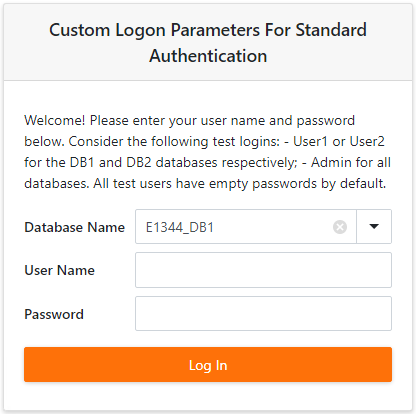 Custom Logon Parameters For Standard
Authentication
Welcome! Please enter your user name and password
below. Consider the following test logins: - User1 or User2
for the DB1 and DB2 databases respectively; - Admin for all
databases. All test users have empty passwords by default.
Database Name E1344_DB1
User Name
Password
Log In